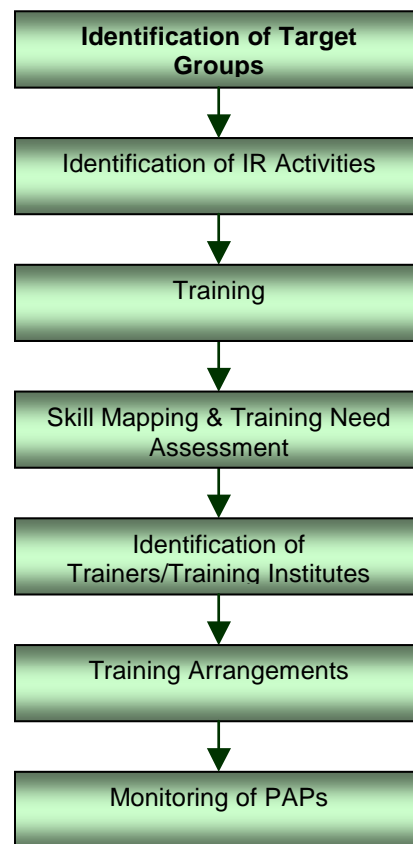 Identification of Target
Groups
Identification of IR Activities
Training
Skill Mapping & Training Need
Assessment
Identification of
Trainers/Training Institutes
Training Arrangements
Monitoring of PAPs